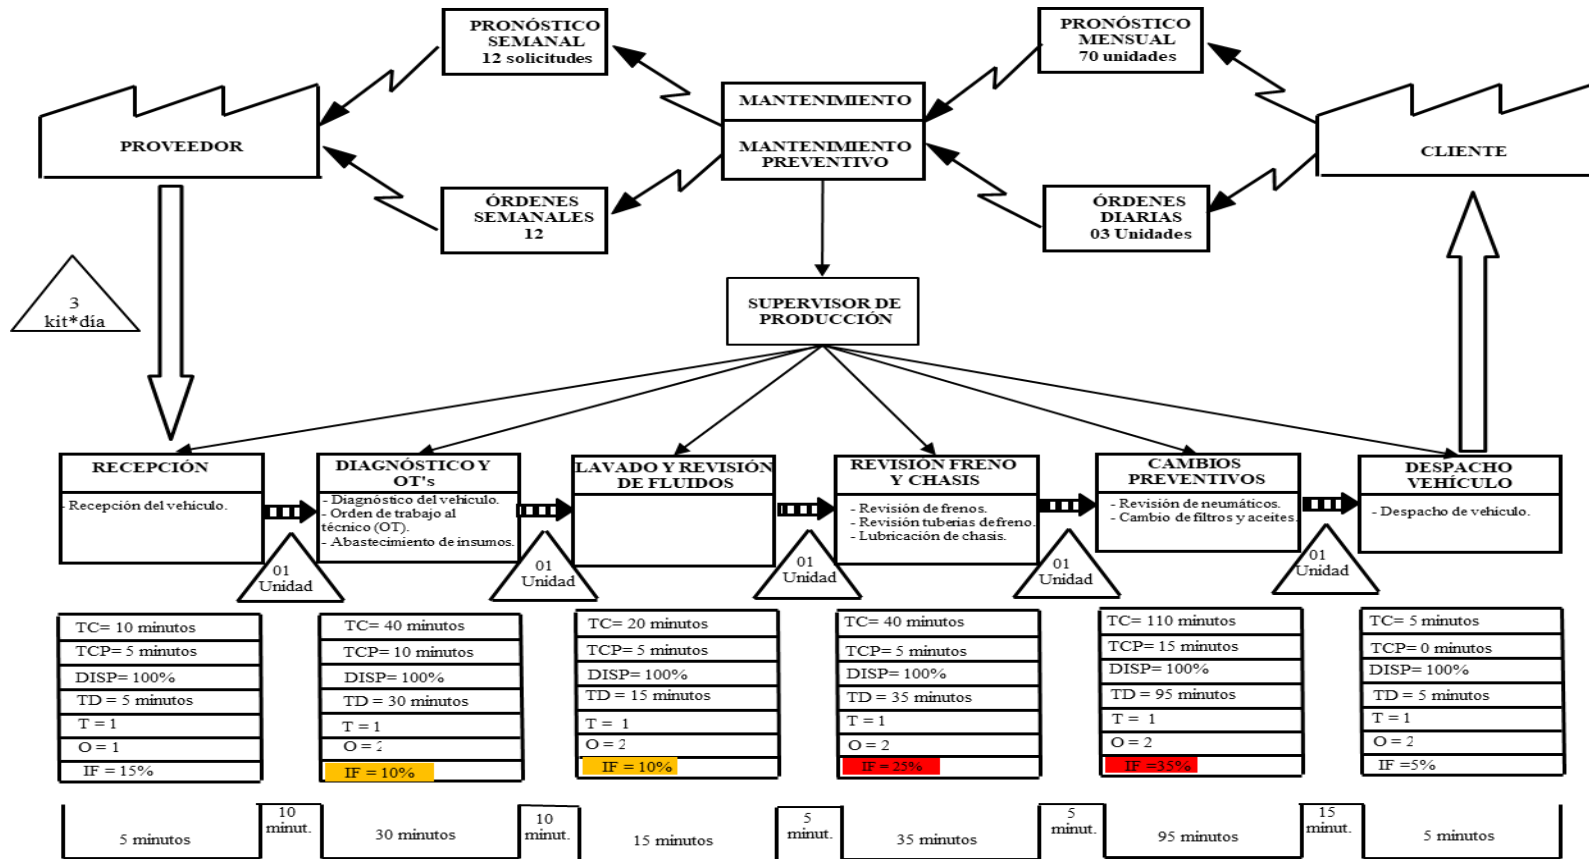 PRONÓSTICO
SEMANAL
12 solicitudes
PRONÓSTICO
MENSUAL
70 unidades
MANTENIMIENTO
MANTENIMIENTO
PREVENTIVO
PROVEEDOR
CLIENTE
ÓRDENES
SEMANALES
12
ÓRDENES
DIARIAS
03 Unidades
3
kit*día
SUPERVISOR DE
PRODUCCIÓN
RECEPCIÓN
- Recepción del vehículo.
DIAGNÓSTICO Y
OT's
- Diagnóstico del vehiculo.
- Orden de trabajo al
técnico (OT).
- Abastecimiento de insumos.
LAVADO Y REVISIÓN
DE FLUIDOS
REVISIÓN FRENO
Y CHASIS
- Revisión de frenos.
- Revisión tuberias de freno.
- Lubricación de chasis.
CAMBIOS
PREVENTIVOS
- Revisión de neumáticos.
- Cambio de filtros y aceites.
DESPACHO
VEHÍCULO
- Despacho de vehiculo.
01
Unidad
01
Unidad
01
Unidad
01
Unidad
01
Unidad
TC= 10 minutos
TCP= 5 minutos
DISP= 100%
TD = 5 minutos
T = 1
O = 1
IF = 15%
TC= 40 minutos
TCP= 10 minutos
DISP= 100%
TD = 30 minutos
T = 1
O = 2
IF = 10%
TC= 20 minutos
TCP= 5 minutos
DISP= 100%
TD = 15 minutos
T = 1
O = 2
IF = 10%
TC= 40 minutos
TCP= 5 minutos
DISP= 100%
TD = 35 minutos
T = 1
O = 2
IF = 25%
TC= 110 minutos
TCP= 15 minutos
DISP= 100%
TD = 95 minutos
T = 1
O = 2
IF =35%
TC= 5 minutos
TCP= 0 minutos
DISP= 100%
TD = 5 minutos
T = 1
O = 2
IF =5%
5 minutos
10
minut.
30 minutos
10
minut.
15 minutos
5
minut.
35 minutos
5
minut.
95 minutos
15
minut.
5 minutos